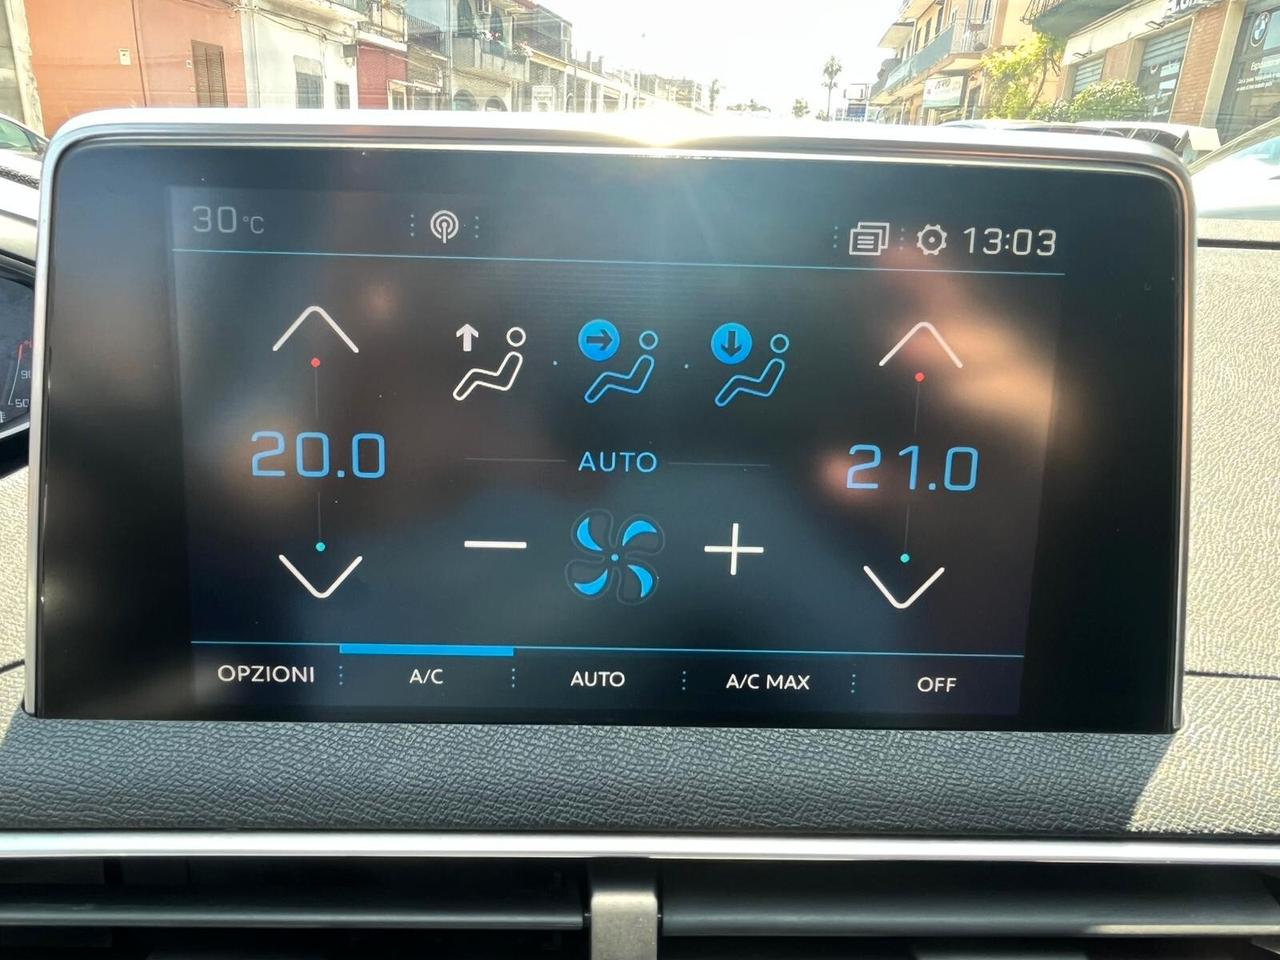 30°C
13:03
20.0
AUTO
21.0
OPZIONI
A/C
AUTO
A/C MAX
OFF